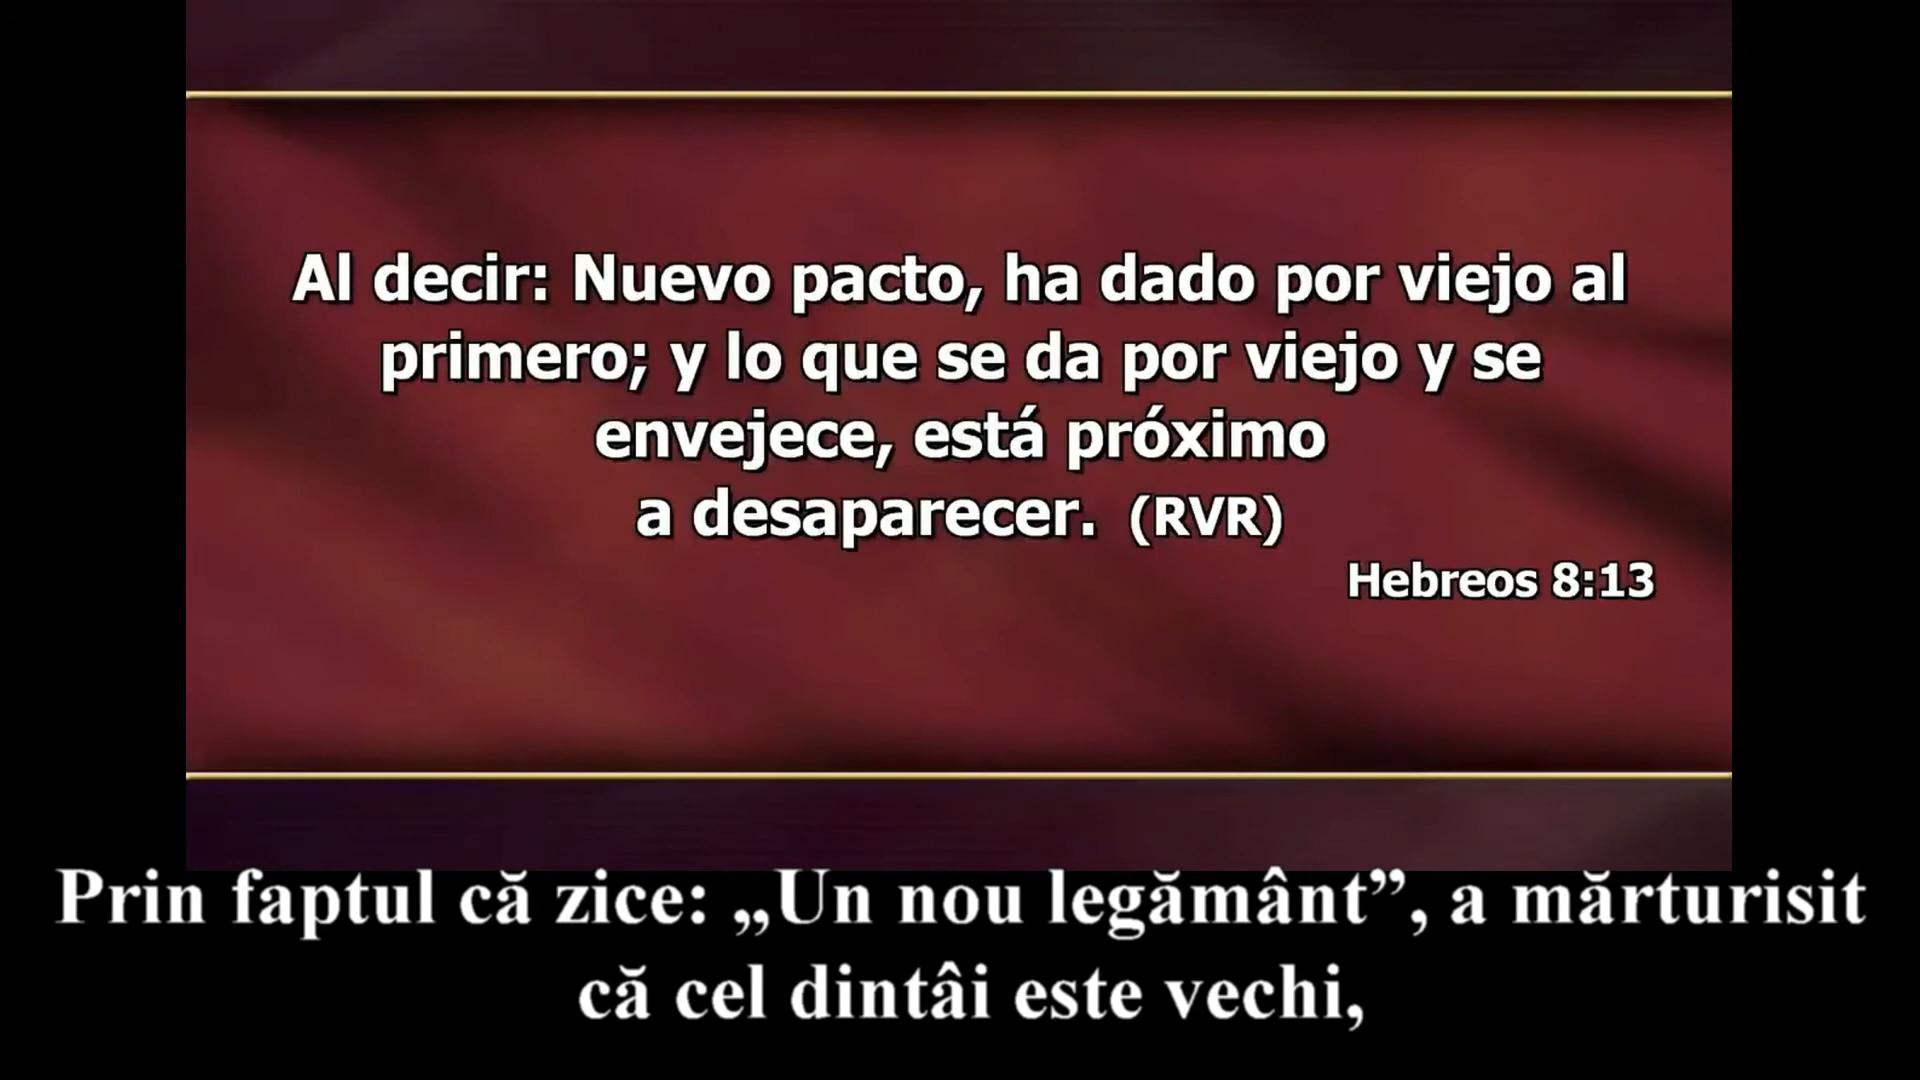 Al decir: Nuevo pacto, ha dado por viejo al
primero; y lo que se da por viejo y se
envejece, está próximo
a desaparecer. (RVR)
Hebreos 8:13
Prin faptul că zice: „Un nou legământ”, a mărturisit
că cel dintâi este vechi,